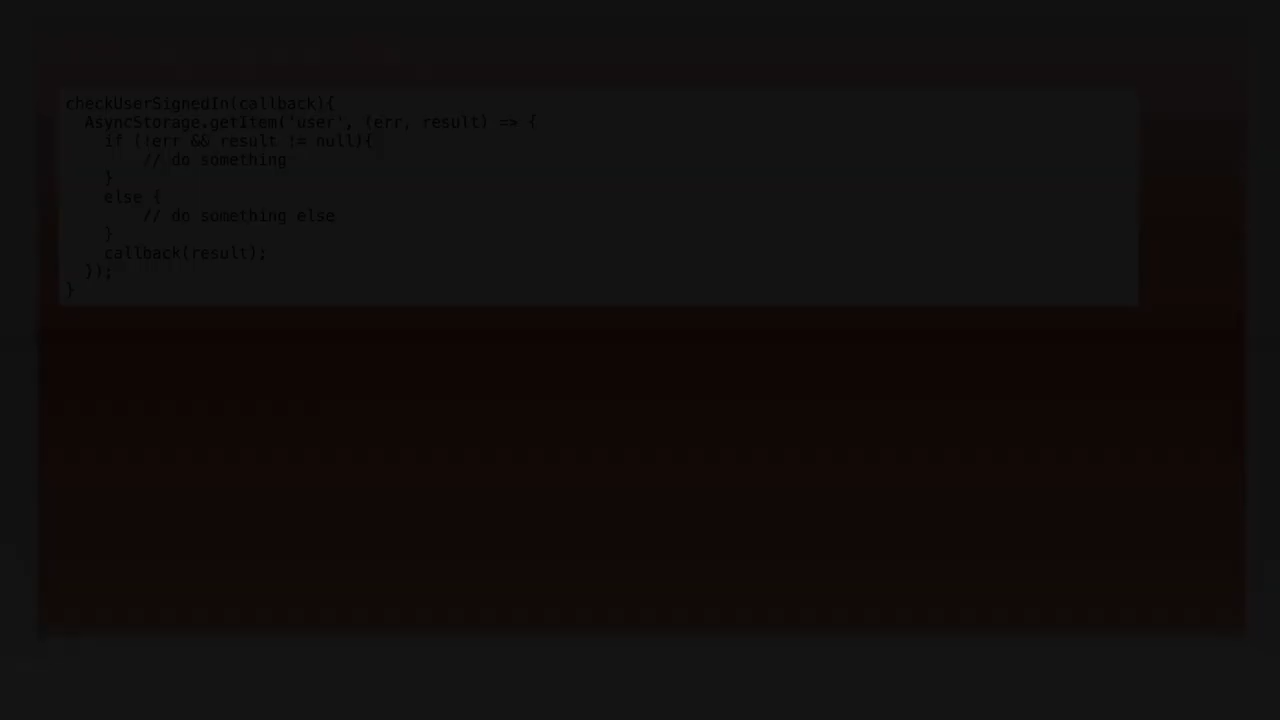 checkUserSignedIn(callback){
  AsyncStorage.getItem('user', (err, result) => {
    if (!err && result != null){
        // do something
    }
    else {
        // do something else
    }
    callback(result);
  });
}